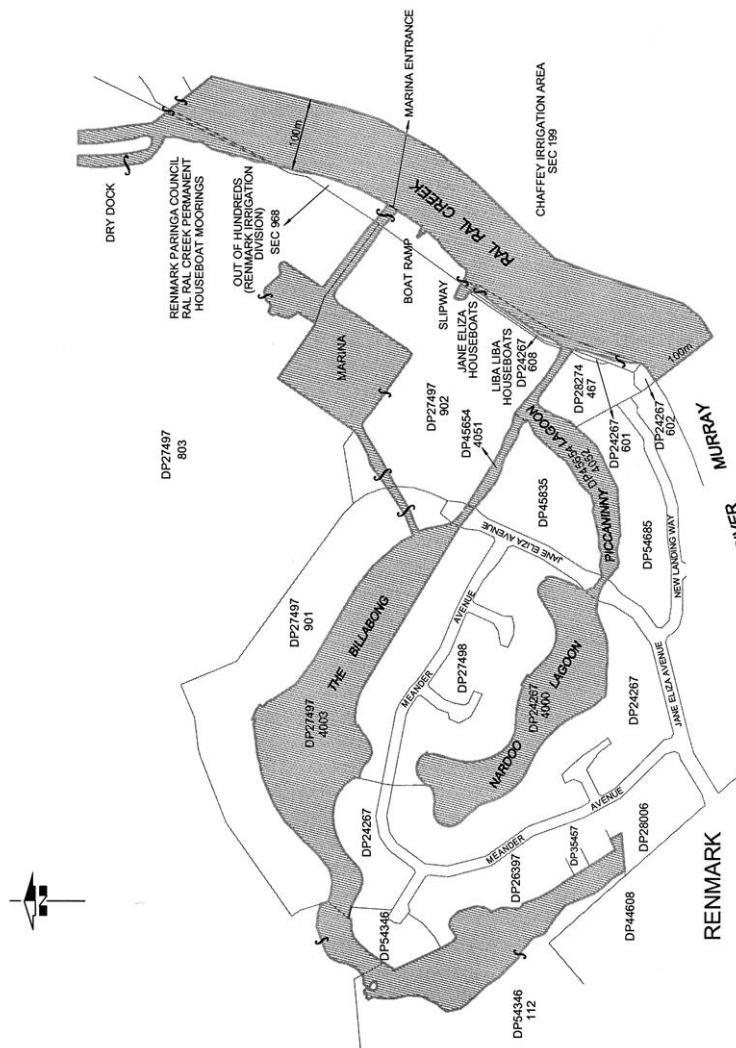 DRY DOCK
RENMARK PARINGA COUNCIL
RAL RAL CREEK PERMANENT
HOUSEBOAT MOORINGS
OUT OF HUNDREDS
(RENMARK IRRIGATION
DIVISION)
SEC 968
100m
MARINA ENTRANCE
CHAFFEY IRRIGATION AREA
SEC 199
RAL RAL CREEK
BOAT RAMP
SLIPWAY
JANE ELIZA
HOUSEBOATS
LIBA LIBA
HOUSEBOATS
DP24267
608
MARINA
DP27497
803
DP27497
902
DP45654
4051
DP28274
467
DP24267
601
DP24267
602
100m
MURRAY
DP45654
4052
PICCANINNY LAGOON
DP45835
DP54685
NEW LANDING WAY
JANE ELIZA AVENUE
JANE ELIZA AVENUE
DP27497
901
THE BILLABONG
DP27497
4003
MEANDER AVENUE
DP27498
NARDOO LAGOON
DP24267
4000
DP24267
DP24267
MEANDER AVENUE
DP35457
DP28006
DP26397
DP44608
DP54346
DP54346
112
RENMARK
N